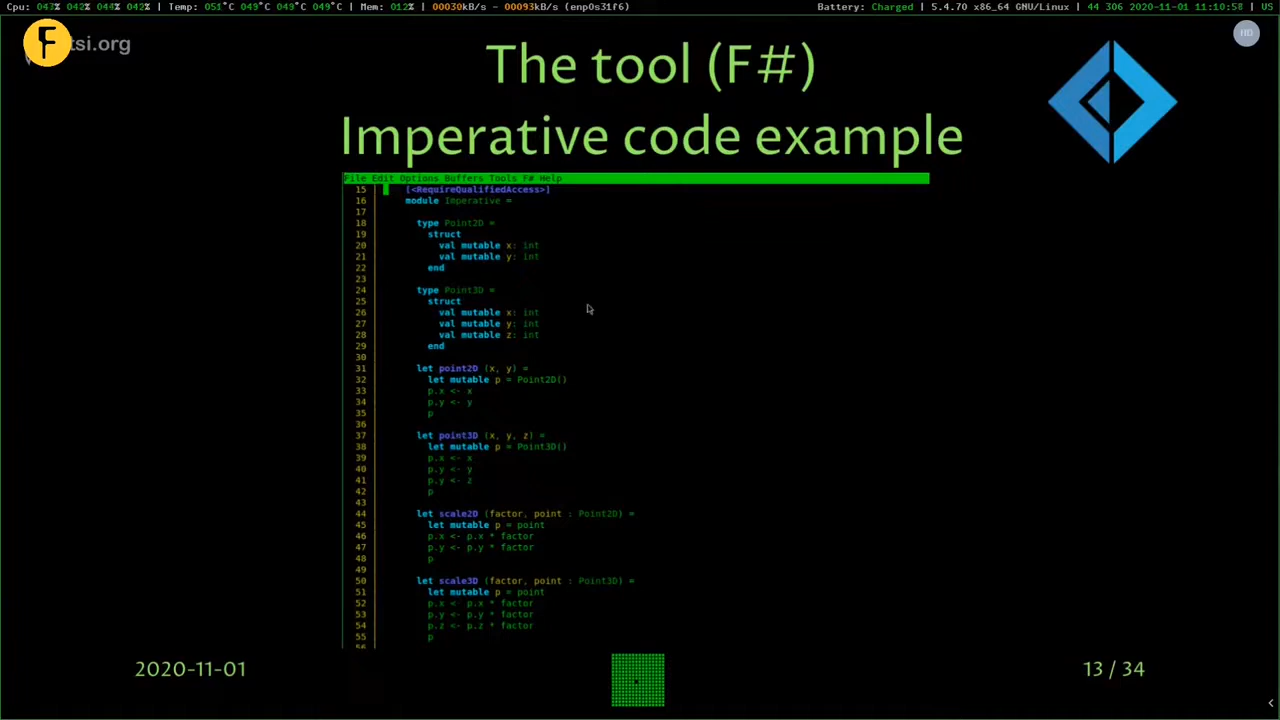 Cpu: 043% 042% 044% 042% | Temp: 051°C 049°C 049°C 049°C | Mem: 012% | 00030kB/s - 00093kB/s (enp0s31f6)
Battery: Charged | 5.4.70 x86_64 GNU/Linux | 44 306 2020-11-01 11:10:58 | US
tsi.org
The tool (F#)
Imperative code example
File Edit Options Buffers Tools F# Help
15 [<RequireQualifiedAccess>]
16 module Imperative =
17
18 type Point2D =
19 struct
20 val mutable x: int
21 val mutable y: int
22 end
23
24 type Point3D =
25 struct
26 val mutable x: int
27 val mutable y: int
28 val mutable z: int
29 end
30
31 let point2D (x, y) =
32 let mutable p = Point2D()
33 p.x <- x
34 p.y <- y
35 p
36
37 let point3D (x, y, z) =
38 let mutable p = Point3D()
39 p.x <- x
40 p.y <- y
41 p.y <- z
42 p
43
44 let scale2D (factor, point : Point2D) =
45 let mutable p = point
46 p.x <- p.x * factor
47 p.y <- p.y * factor
48 p
49
50 let scale3D (factor, point : Point3D) =
51 let mutable p = point
52 p.x <- p.x * factor
53 p.y <- p.y * factor
54 p.z <- p.z * factor
55 p
2020-11-01
13 / 34